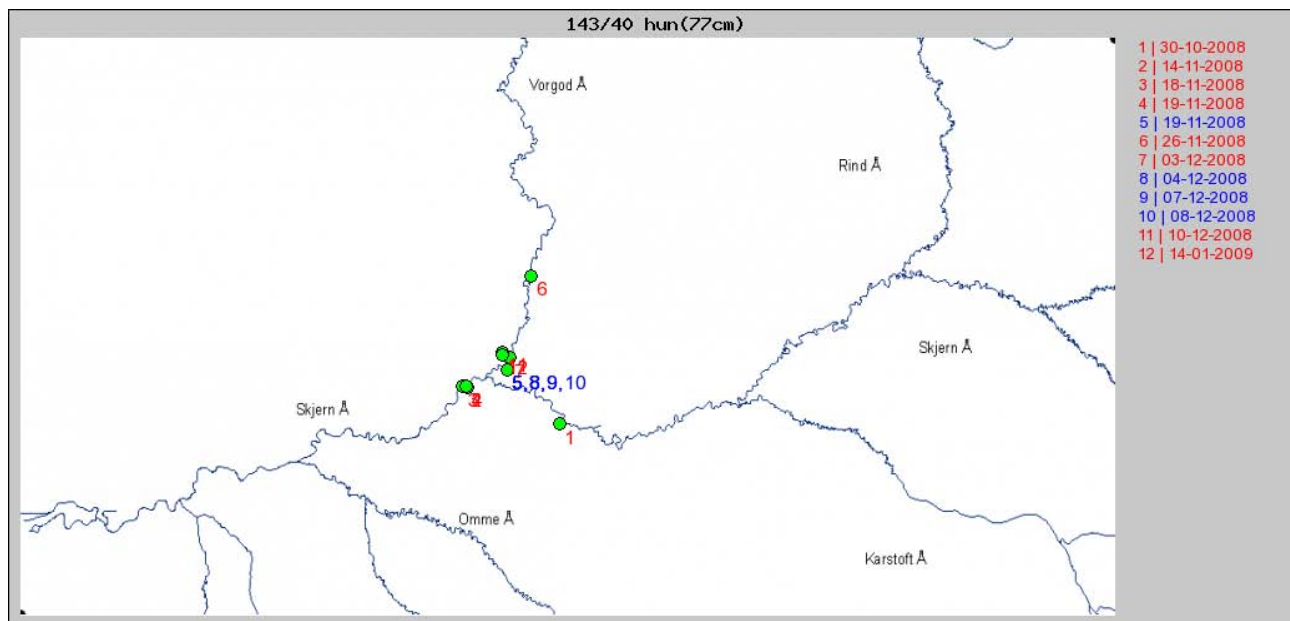 143/40 hun(77cm)
Vorgod Å
Rind Å
6
Skjern Å
5,8,9,10
Skjern Å
1
Omme Å
Karstoft Å
1 | 30-10-2008
2 | 14-11-2008
3 | 18-11-2008
4 | 19-11-2008
5 | 19-11-2008
6 | 26-11-2008
7 | 03-12-2008
8 | 04-12-2008
9 | 07-12-2008
10 | 08-12-2008
11 | 10-12-2008
12 | 14-01-2009